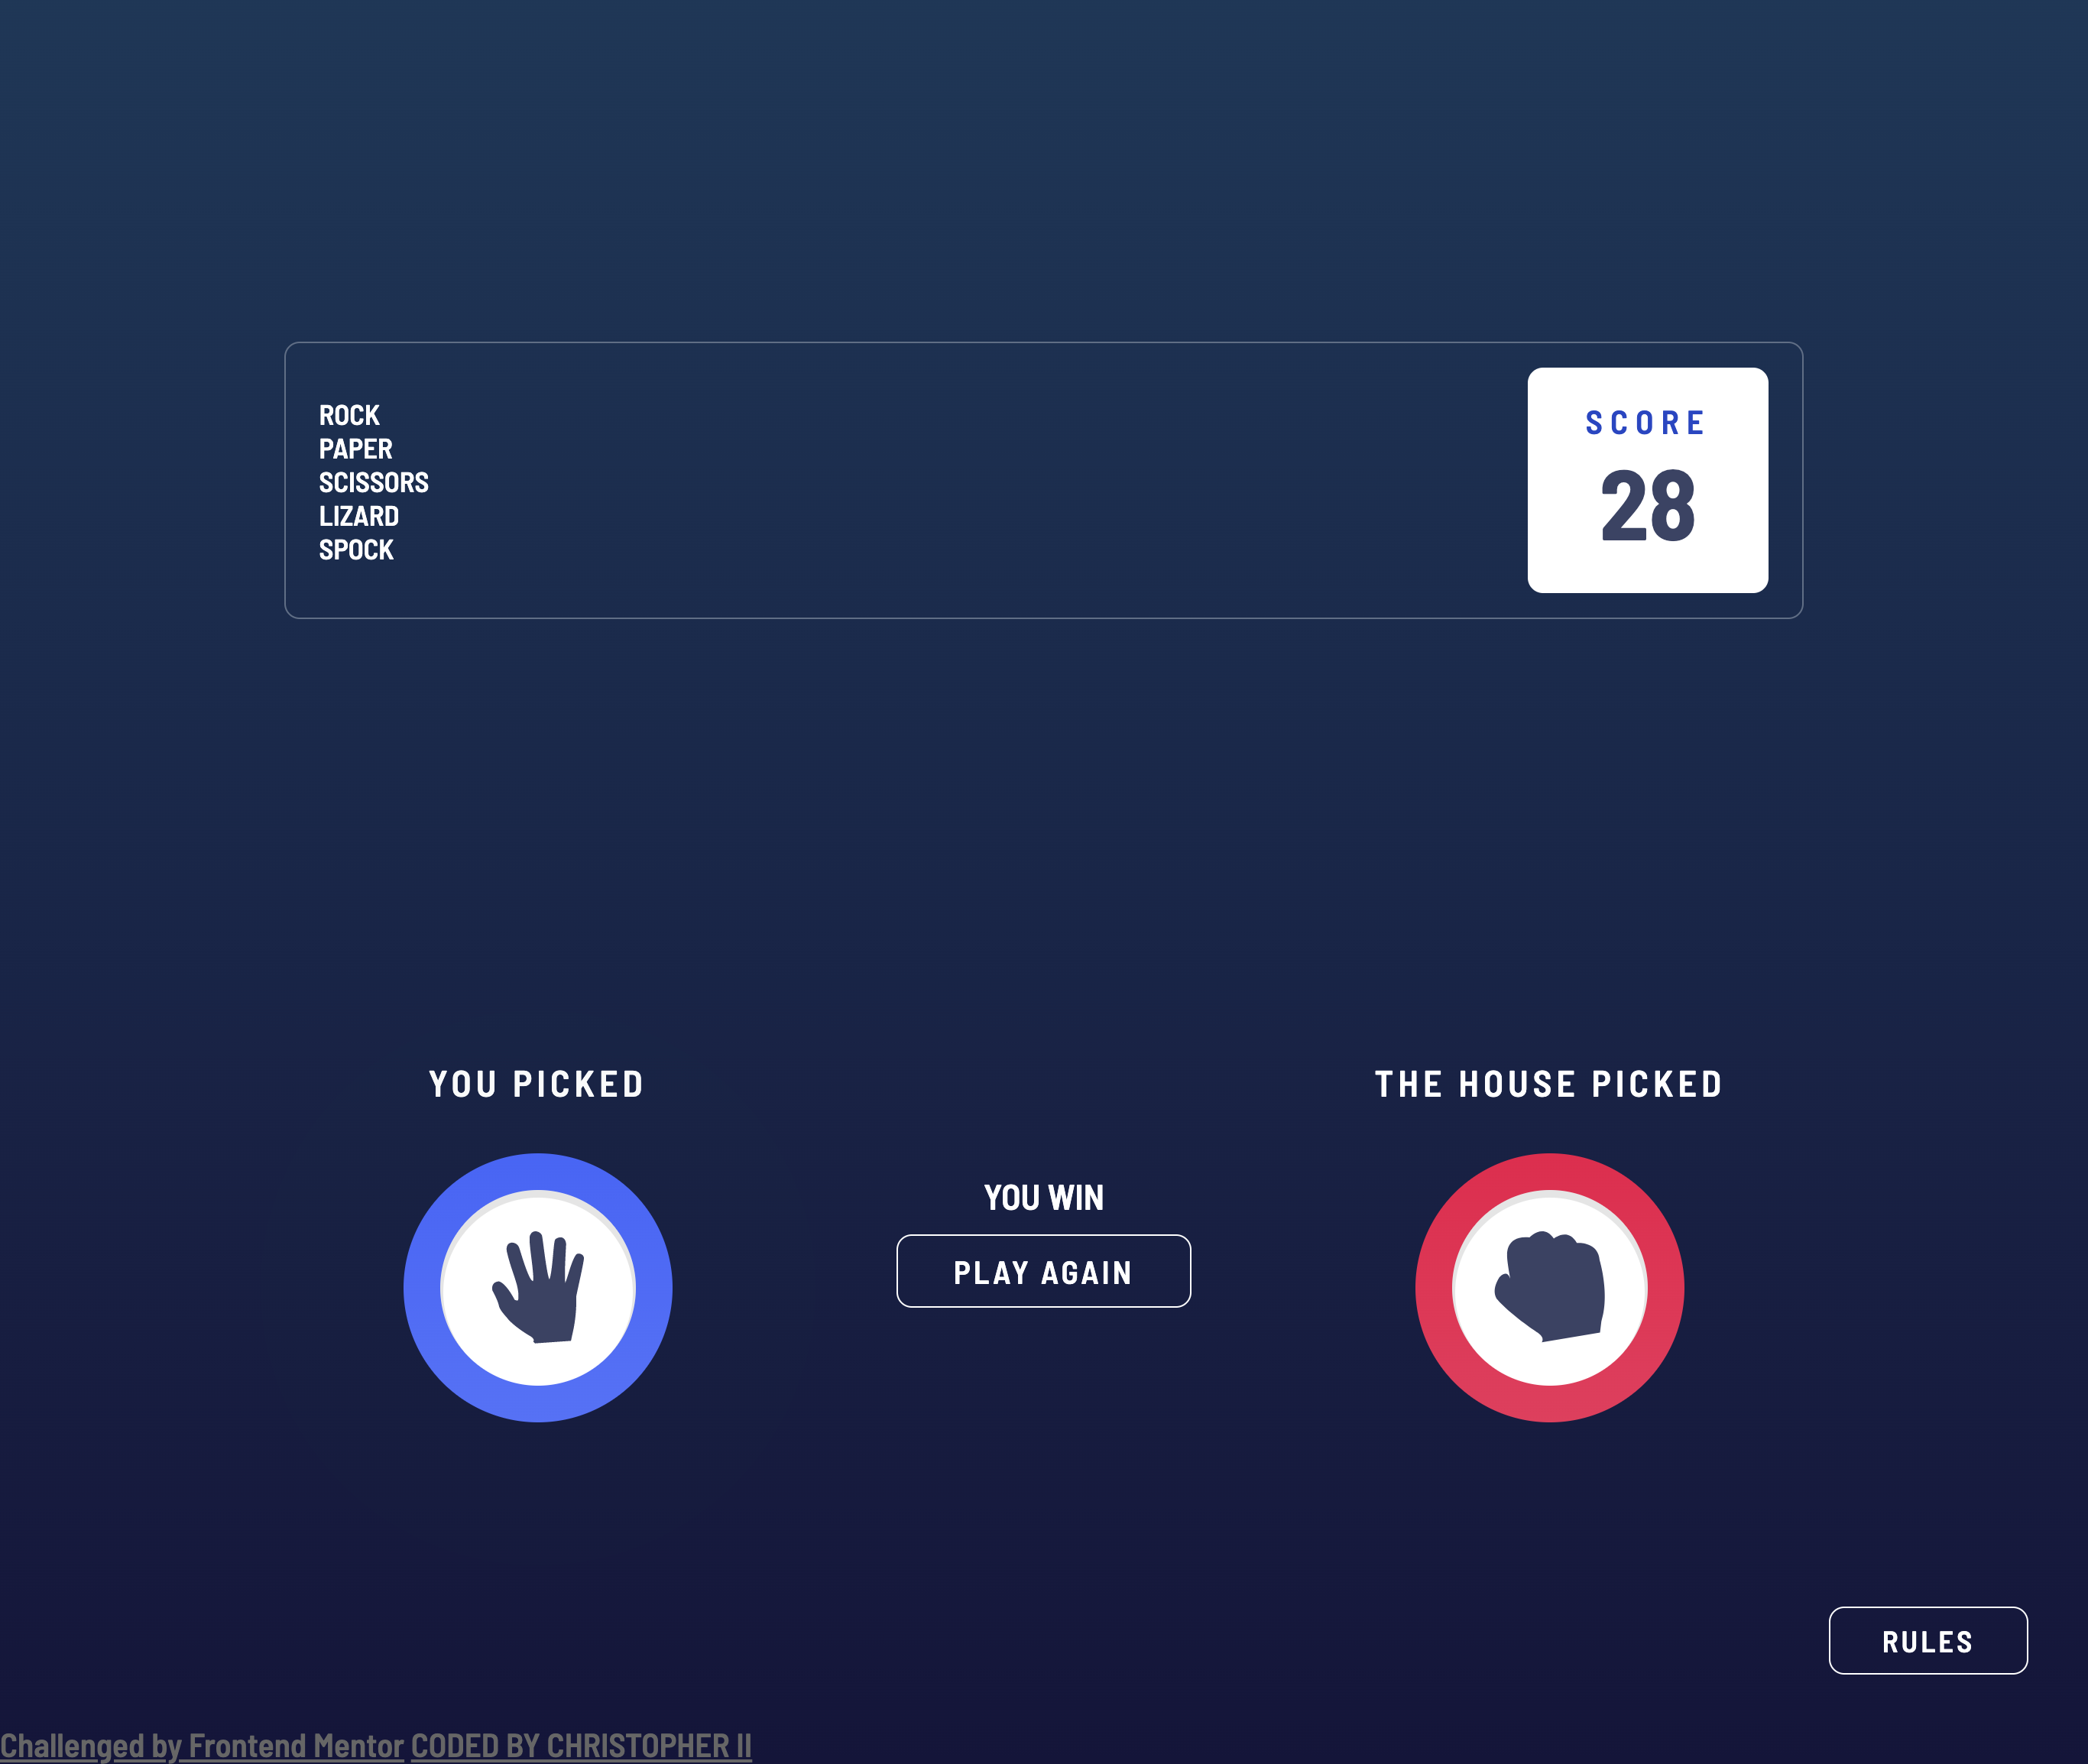 ROCK
PAPER
SCISSORS
LIZARD
SPOCK
SCORE
28
YOU PICKED
THE HOUSE PICKED
YOU WIN
PLAY AGAIN
RULES
Challenged by Frontend Mentor CODED BY CHRISTOPHER II